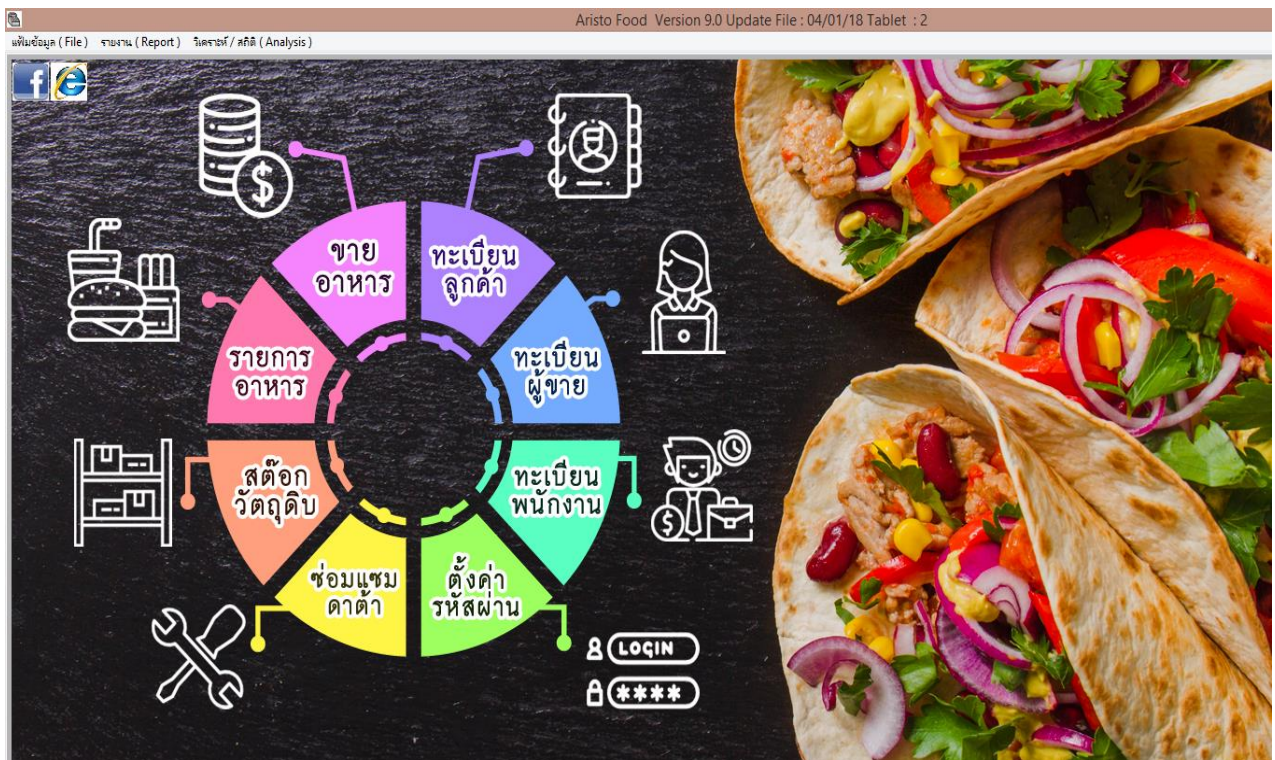 Aristo Food Version 9.0 Update File : 04/01/18 Tablet : 2
แฟ้มข้อมูล ( File ) รายงาน ( Report ) วิเคราะห์ / สถิติ ( Analysis )
f e
$
ขาย
อาหาร
ทะเบียน
ลูกค้า
รายการ
อาหาร
ทะเบียน
ผู้ขาย
สต๊อก
วัตถุดิบ
ทะเบียน
พนักงาน
$
ซ่อมแซม
ดาต้า
ตั้งค่า
รหัสผ่าน
LOGIN
****